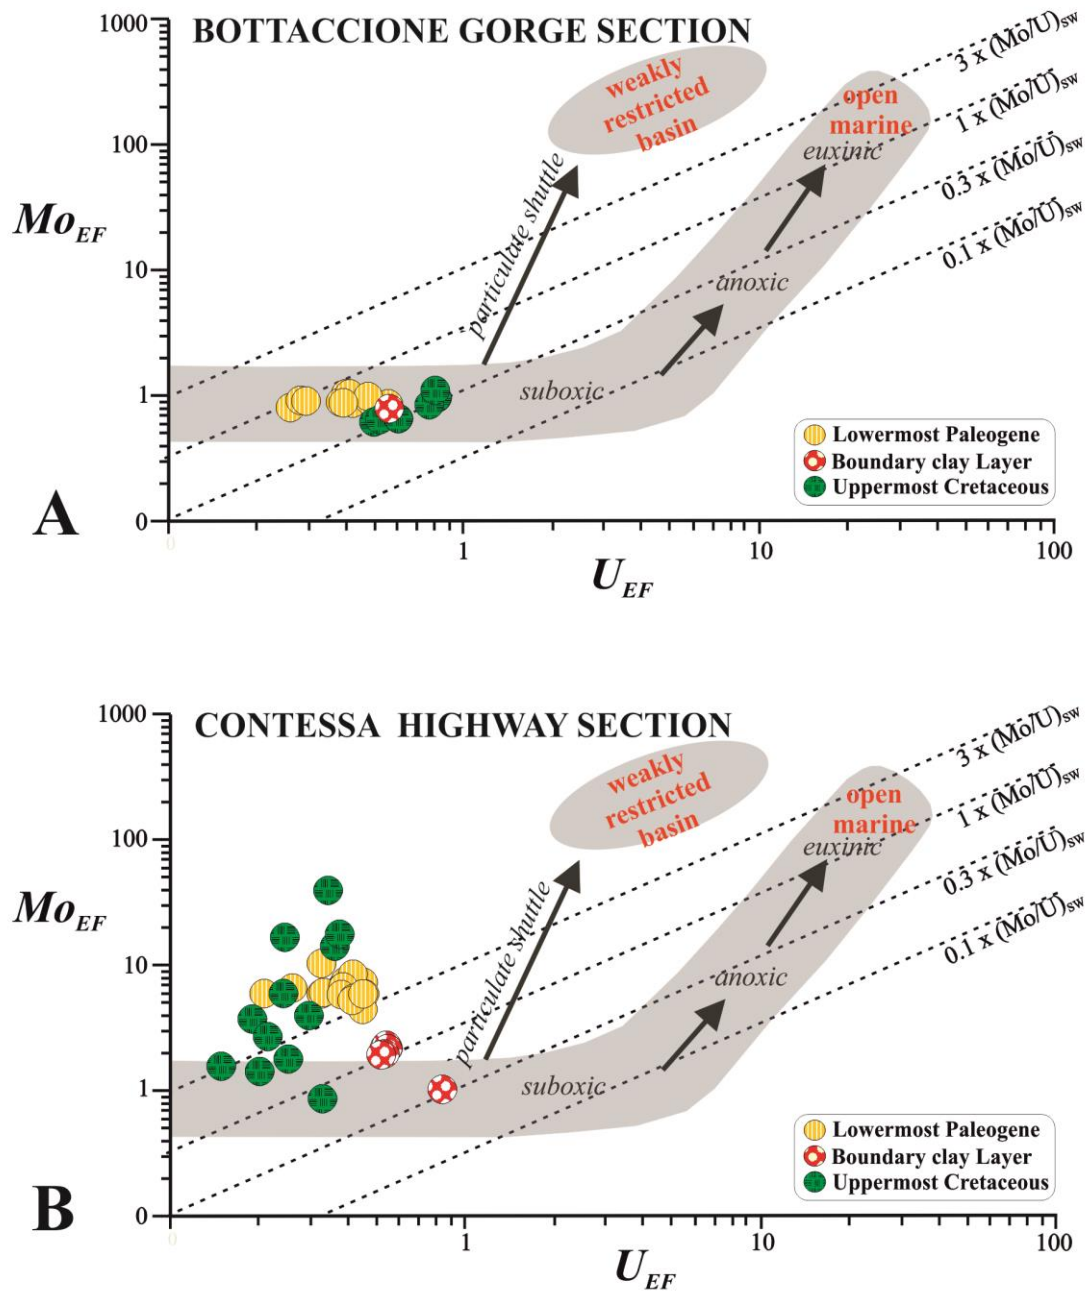 BOTTACCIONE GORGE SECTION
1000
100
10
1
0
Mo_EF
weakly
restricted
basin
particulate shuttle
open
marine
euxinic
anoxic
suboxic
3 x (Mo/U)sw
1 x (Mo/U)sw
0.3 x (Mo/U)sw
0.1 x (Mo/U)sw
Lowermost Paleogene
Boundary clay Layer
Uppermost Cretaceous
A
0
1
10
100
U_EF
CONTESSA HIGHWAY SECTION
1000
100
10
1
0
Mo_EF
weakly
restricted
basin
particulate shuttle
open
marine
euxinic
anoxic
suboxic
3 x (Mo/U)sw
1 x (Mo/U)sw
0.3 x (Mo/U)sw
0.1 x (Mo/U)sw
Lowermost Paleogene
Boundary clay Layer
Uppermost Cretaceous
B
0
1
10
100
U_EF